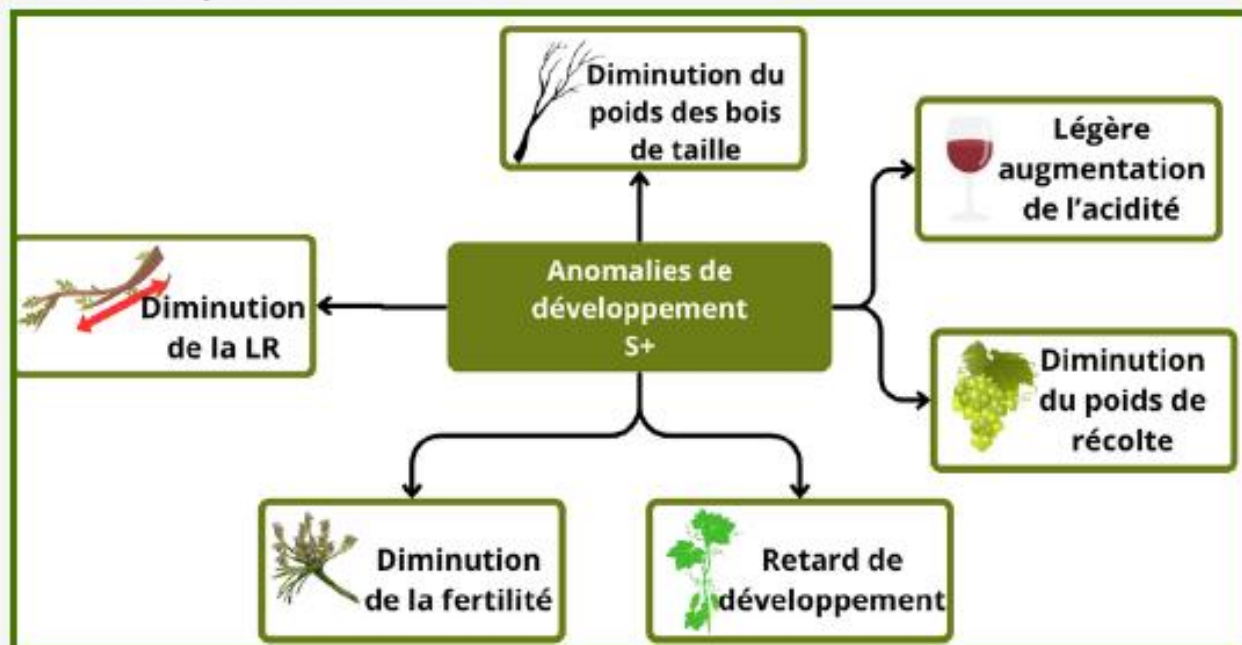 Diminution du
poids des bois
de taille
Légère
augmentation
de l'acidité
Anomalies de
développement
S+
Diminution
de la LR
Diminution
du poids de
récolte
Diminution
de la fertilité
Retard de
développement